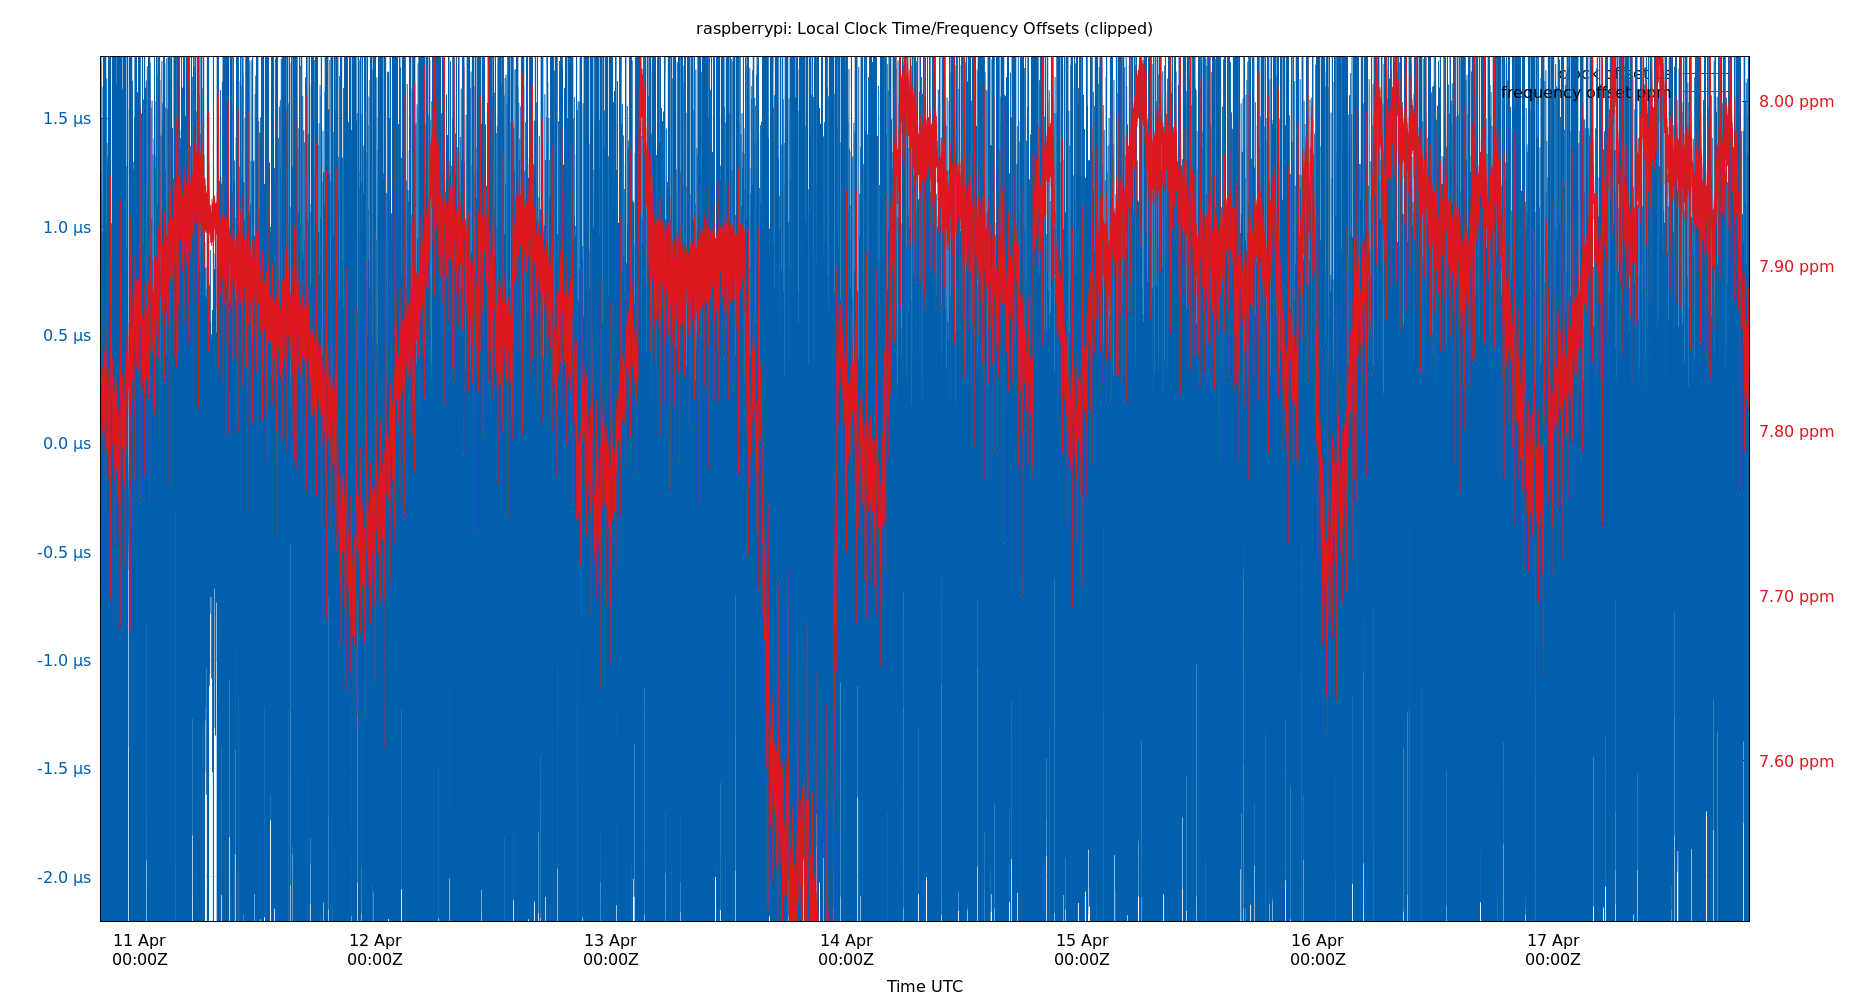 raspberrypi: Local Clock Time/Frequency Offsets (clipped)
clock offset
frequency offset ppm
1.5 µs
1.0 µs
0.5 µs
0.0 µs
-0.5 µs
-1.0 µs
-1.5 µs
-2.0 µs
8.00 ppm
7.90 ppm
7.80 ppm
7.70 ppm
7.60 ppm
11 Apr
00:00Z
12 Apr
00:00Z
13 Apr
00:00Z
14 Apr
00:00Z
15 Apr
00:00Z
16 Apr
00:00Z
17 Apr
00:00Z
Time UTC